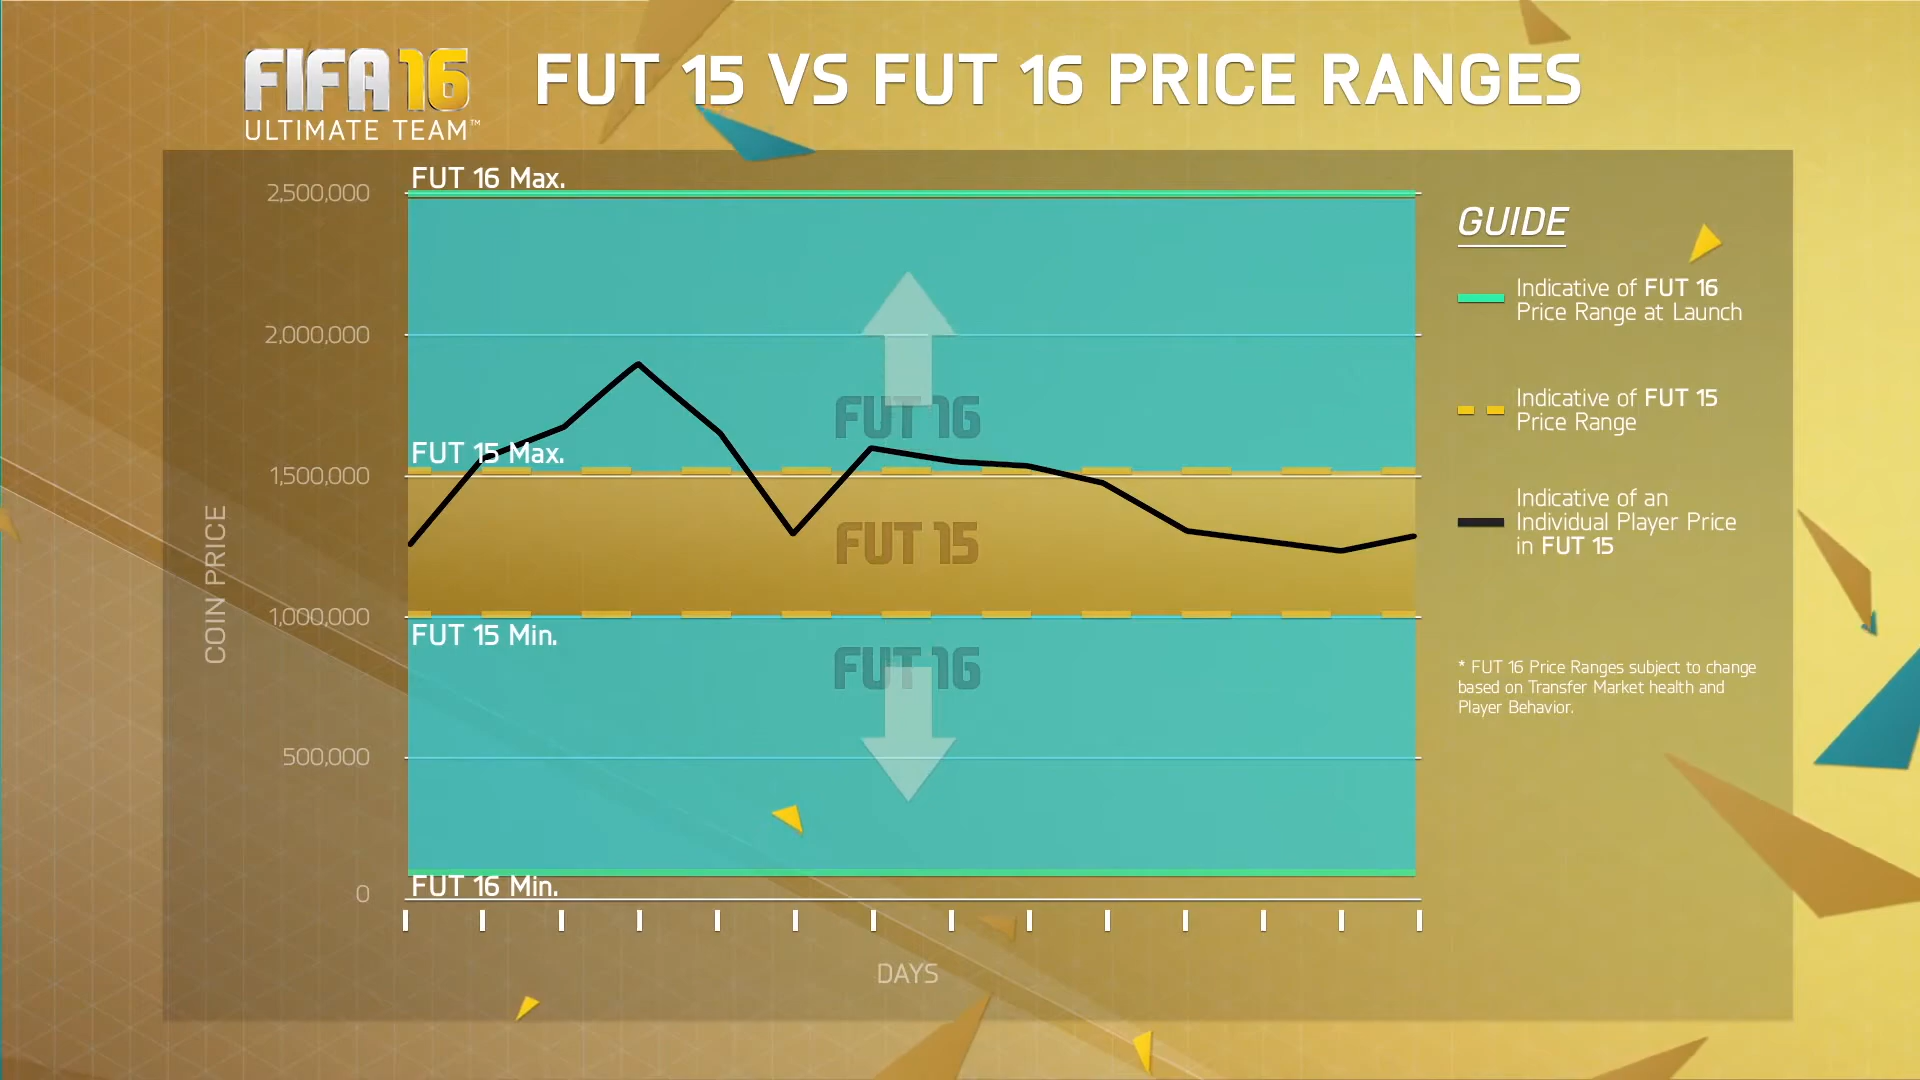 FIFA 16
ULTIMATE TEAM™
FUT 15 VS FUT 16 PRICE RANGES
FUT 16 Max.
2,500,000
2,000,000
FUT 16
FUT 15 Max.
1,500,000
FUT 15
1,000,000
FUT 15 Min.
FUT 16
500,000
FUT 16 Min.
0
COIN PRICE
DAYS
GUIDE
Indicative of FUT 16
Price Range at Launch
Indicative of FUT 15
Price Range
Indicative of an
Individual Player Price
in FUT 15
* FUT 16 Price Ranges subject to change
based on Transfer Market health and
Player Behavior.